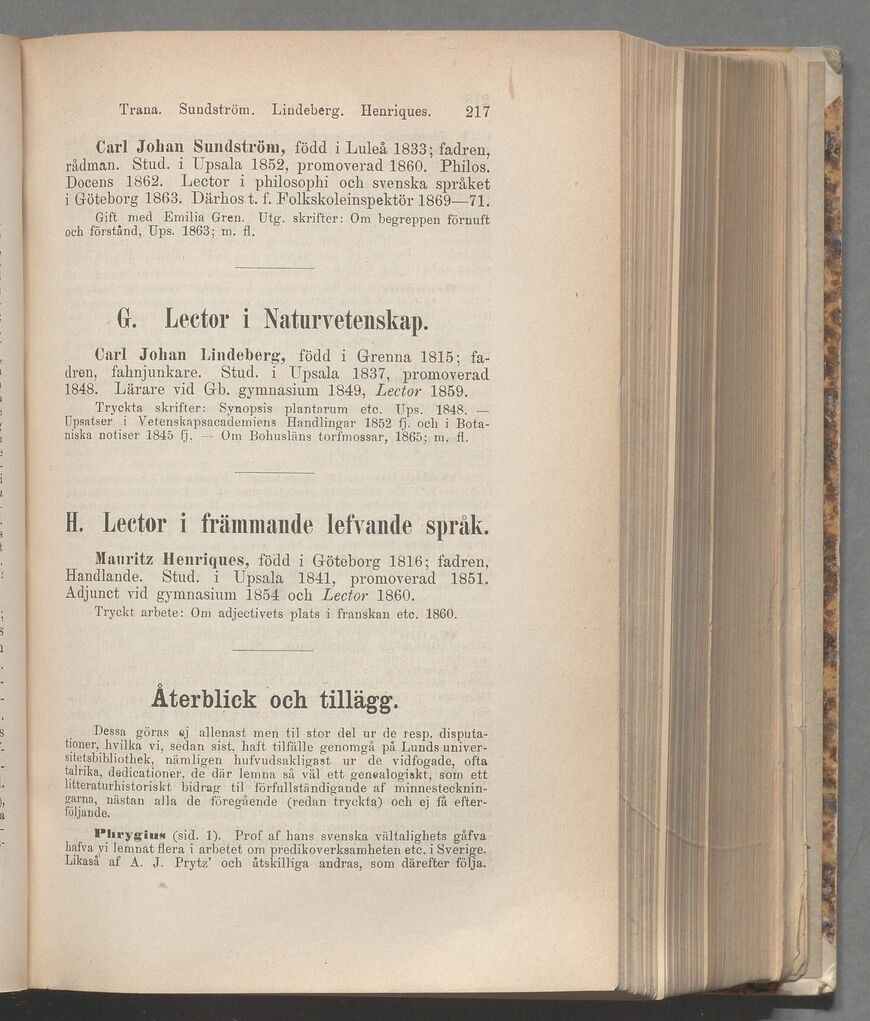 Trana. Sundström. Lindeberg. Henriques. 217
Carl Johan Sundström, född i Luleå 1833; fadren,
rådman. Stud. i Upsala 1852, promoverad 1860. Philos.
Docens 1862. Lector i philosophi och svenska språket
i Göteborg 1863. Därhos t. f. Folkskoleinspektör 1869—71.
Gift med Emilia Gren. Utg. skrifter: Om begreppen förnuft
och förstånd, Ups. 1863; m. fl.
G. Lector i Naturvetenskap.
Carl Johan Lindeberg, född i Grenna 1815; fa-
dren, fahnjunkare. Stud. i Upsala 1837, promoverad
1848. Lärare vid Gb. gymnasium 1849, Lector 1859.
Tryckta skrifter: Synopsis plantarum etc. Ups. 1848. —
Upsatser i Vetenskapsacademiens Handlingar 1852 fj. och i Bota-
niska notiser 1845 fj. — Om Bohusläns torfmossar, 1865; m. fl.
H. Lector i främmande lefvande språk.
Mauritz Henriques, född i Göteborg 1816; fadren,
Handlande. Stud. i Upsala 1841, promoverad 1851.
Adjunct vid gymnasium 1854 och Lector 1860.
Tryckt arbete: Om adjectivets plats i franskan etc. 1860.
Återblick och tillägg.
Dessa göras ej allenast men til stor del ur de resp. disputa-
tioner, hvilka vi, sedan sist, haft tilfälle genomgå på Lunds univer-
sitetsbibliothek, nämligen hufvudsakligast ur de vidfogade, ofta
talrika, dedicationer, de där lemna så väl ett genealogiskt, som ett
litteraturhistoriskt bidrag til förfullständigande af minnesteckning-
garna, nästan alla de föregående (redan tryckta) och ej få efter-
följande.
Phrygius (sid. 1). Prof af hans svenska vältalighets gåfva
hafva vi lemnat flera i arbetet om predikoverksamheten etc. i Sverige.
Likaså af A. J. Prytz' och åtskilliga andras, som därefter följa.